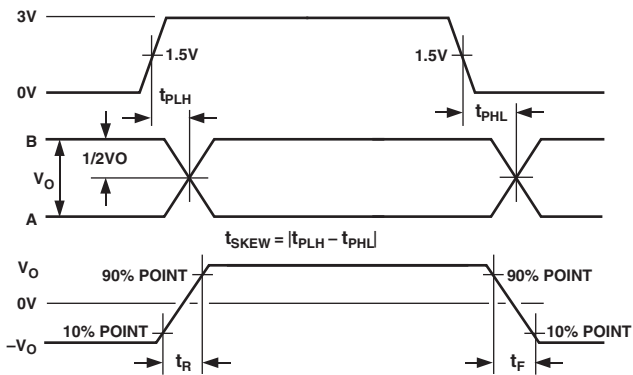 3V
1.5V
1.5V
0V
tPLH
tPHL
B
1/2VO
VO
A
tSKEW = |tPLH – tPHL|
VO
90% POINT
90% POINT
0V
10% POINT
10% POINT
–VO
tR
tF